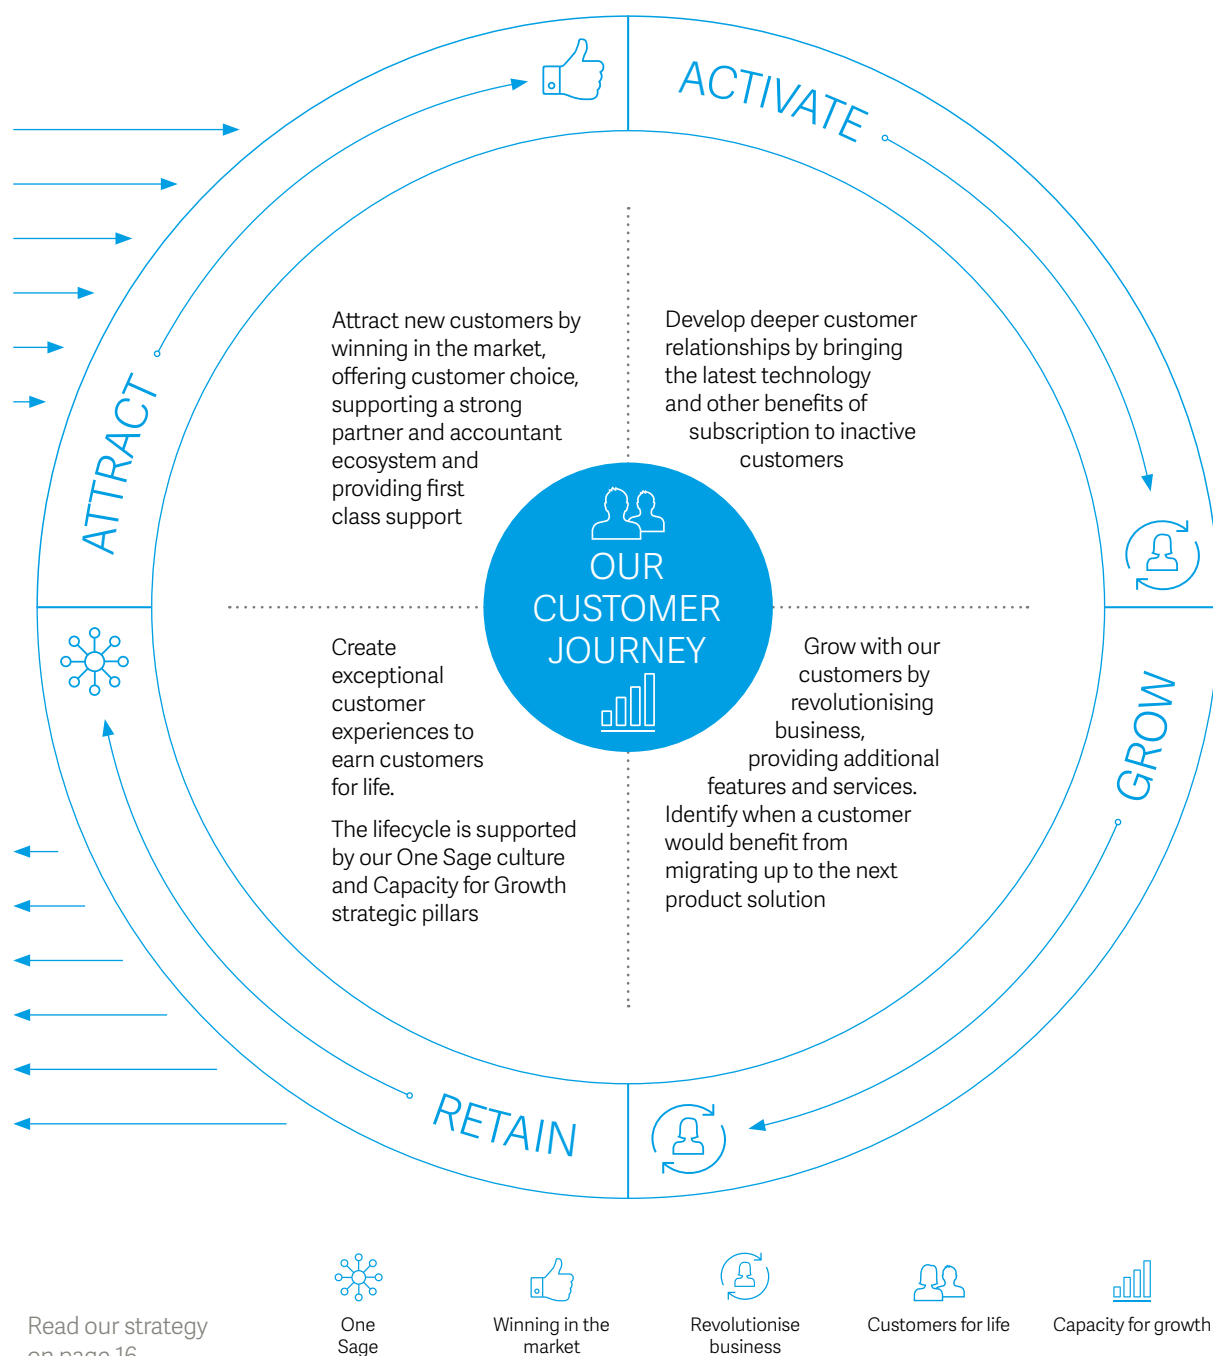 ACTIVATE
ATTRACT
Attract new customers by
winning in the market,
offering customer choice,
supporting a strong
partner and accountant
ecosystem and
providing first
class support
Develop deeper customer
relationships by bringing
the latest technology
and other benefits of
subscription to inactive
customers
OUR
CUSTOMER
JOURNEY
Create
exceptional
customer
experiences to
earn customers
for life.
The lifecycle is supported
by our One Sage culture
and Capacity for Growth
strategic pillars
Grow with our
customers by
revolutionising
business,
providing additional
features and services.
Identify when a customer
would benefit from
migrating up to the next
product solution
GROW
RETAIN
Read our strategy
on page 16
One
Sage
Winning in the
market
Revolutionise
business
Customers for life
Capacity for growth